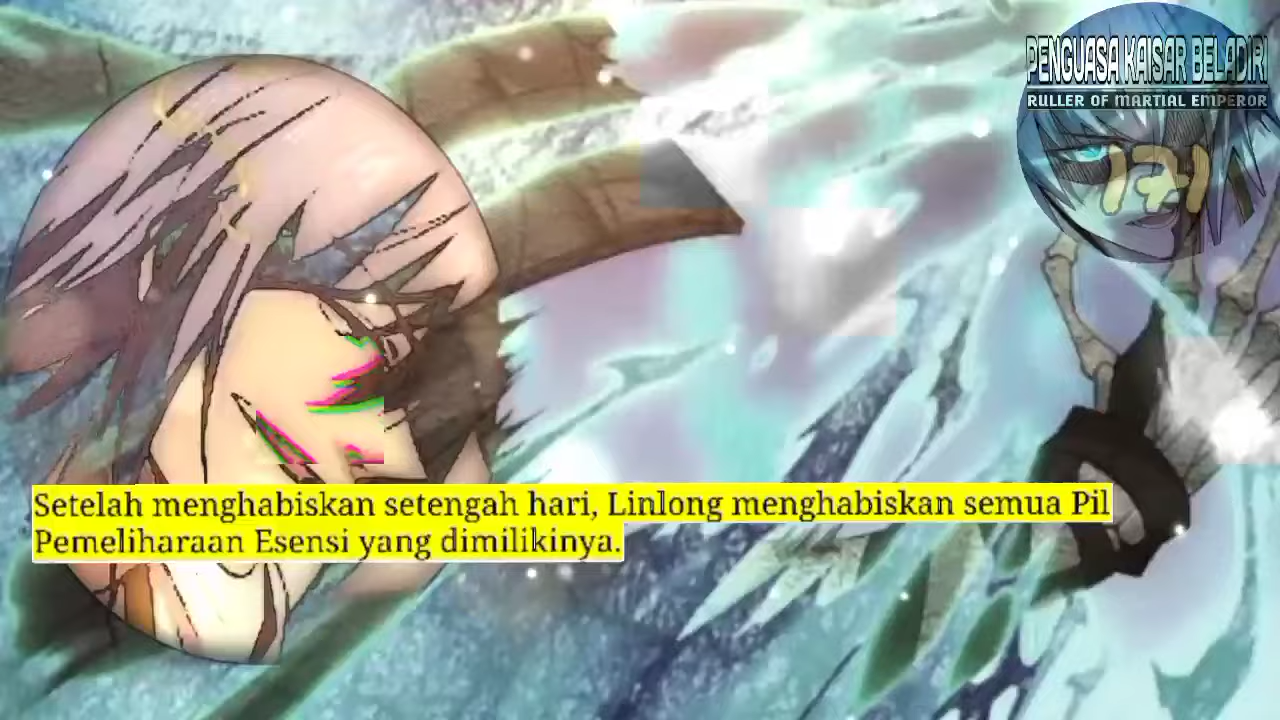 PENGUASA KAISAR BELADIRI
RULLER OF MARTIAL EMPEROR
171
Setelah menghabiskan setengah hari, Linlong menghabiskan semua Pil
Pemeliharaan Esensi yang dimilikinya.